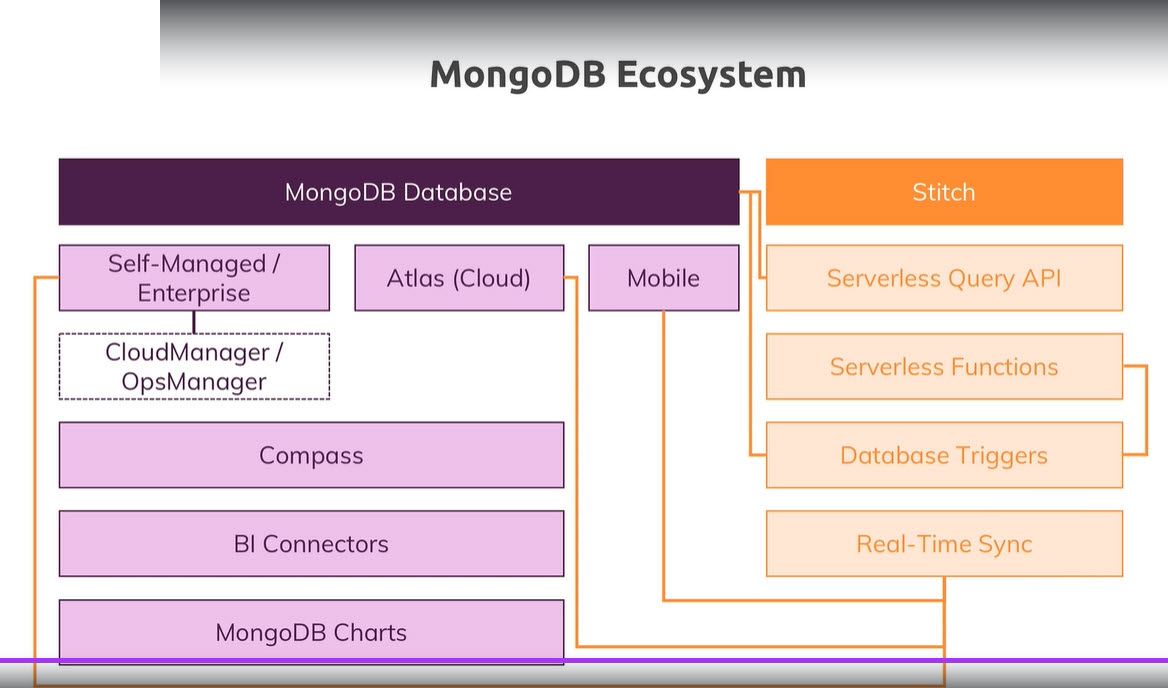 MongoDB Ecosystem
MongoDB Database
Stitch
Self-Managed /
Enterprise
Atlas (Cloud)
Mobile
Serverless Query API
CloudManager /
OpsManager
Serverless Functions
Compass
Database Triggers
BI Connectors
Real-Time Sync
MongoDB Charts